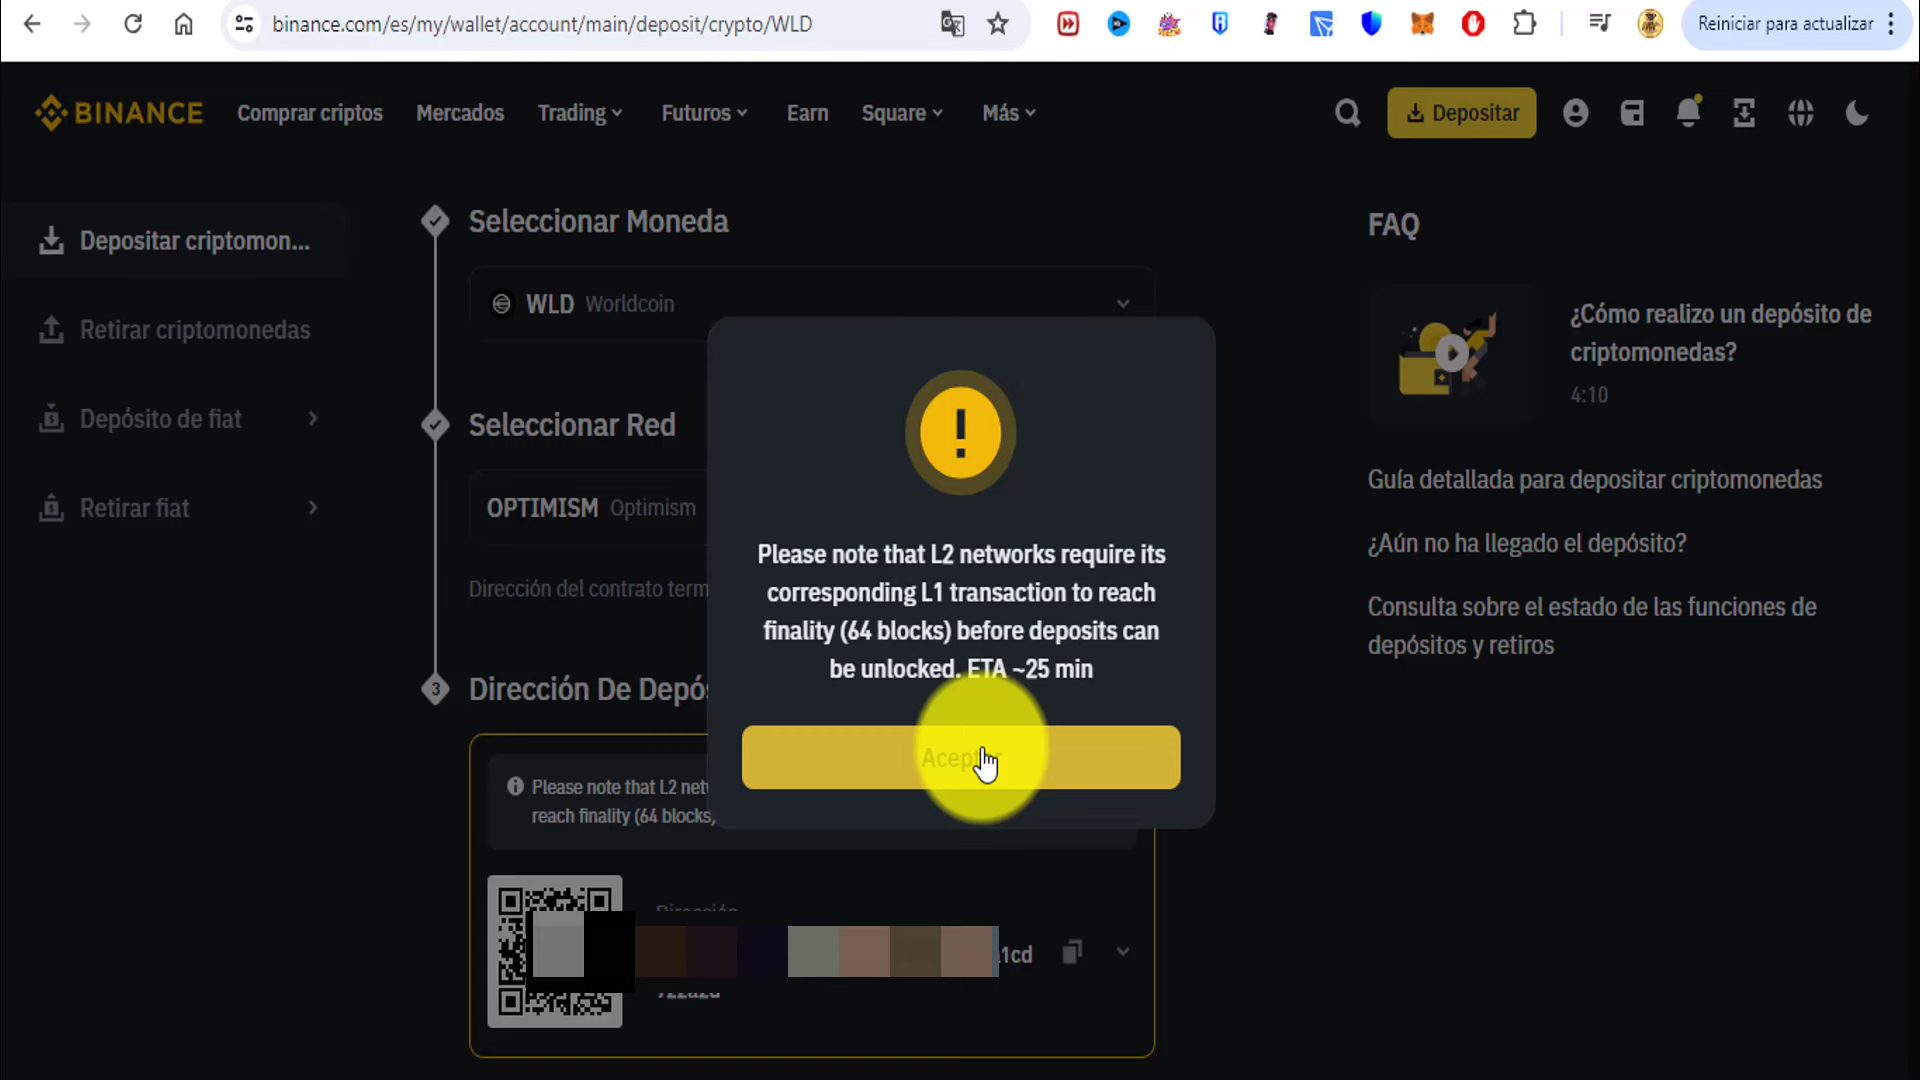 binance.com/es/my/wallet/account/main/deposit/crypto/WLD
Reiniciar para actualizar
BINANCE
Comprar criptos
Mercados
Trading
Futuros
Earn
Square
Más
Depositar
Depositar criptomon...
Retirar criptomonedas
Depósito de fiat
Retirar fiat
Seleccionar Moneda
WLD Worldcoin
Seleccionar Red
OPTIMISM Optimism
Dirección del contrato term
3
Dirección De Depós
Please note that L2 net
reach finality (64 blocks)
Dirección
1cd
Please note that L2 networks require its
corresponding L1 transaction to reach
finality (64 blocks) before deposits can
be unlocked. ETA ~25 min
Aceptar
FAQ
¿Cómo realizo un depósito de
criptomonedas?
4:10
Guía detallada para depositar criptomonedas
¿Aún no ha llegado el depósito?
Consulta sobre el estado de las funciones de
depósitos y retiros